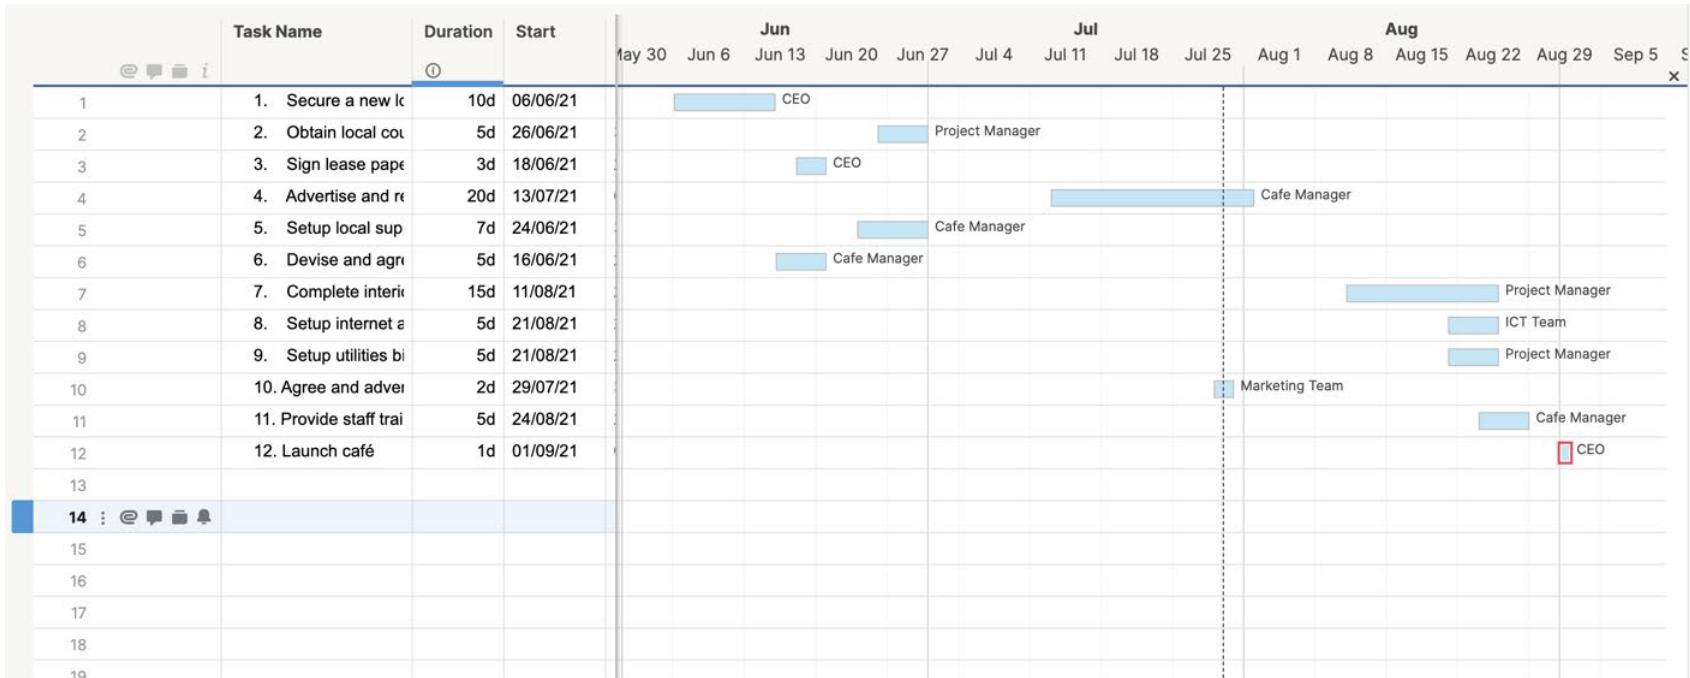 Task Name Duration Start Jun Jul Aug
May 30 Jun 6 Jun 13 Jun 20 Jun 27 Jul 4 Jul 11 Jul 18 Jul 25 Aug 1 Aug 8 Aug 15 Aug 22 Aug 29 Sep 5 S
1 1. Secure a new lo 10d 06/06/21 CEO
2 2. Obtain local cou 5d 26/06/21 Project Manager
3 3. Sign lease pape 3d 18/06/21 CEO
4 4. Advertise and re 20d 13/07/21 Cafe Manager
5 5. Setup local sup 7d 24/06/21 Cafe Manager
6 6. Devise and agre 5d 16/06/21 Cafe Manager
7 7. Complete interio 15d 11/08/21 Project Manager
8 8. Setup internet a 5d 21/08/21 ICT Team
9 9. Setup utilities bi 5d 21/08/21 Project Manager
10 10. Agree and adver 2d 29/07/21 Marketing Team
11 11. Provide staff trai 5d 24/08/21 Cafe Manager
12 12. Launch café 1d 01/09/21 CEO
13
14
15
16
17
18
19